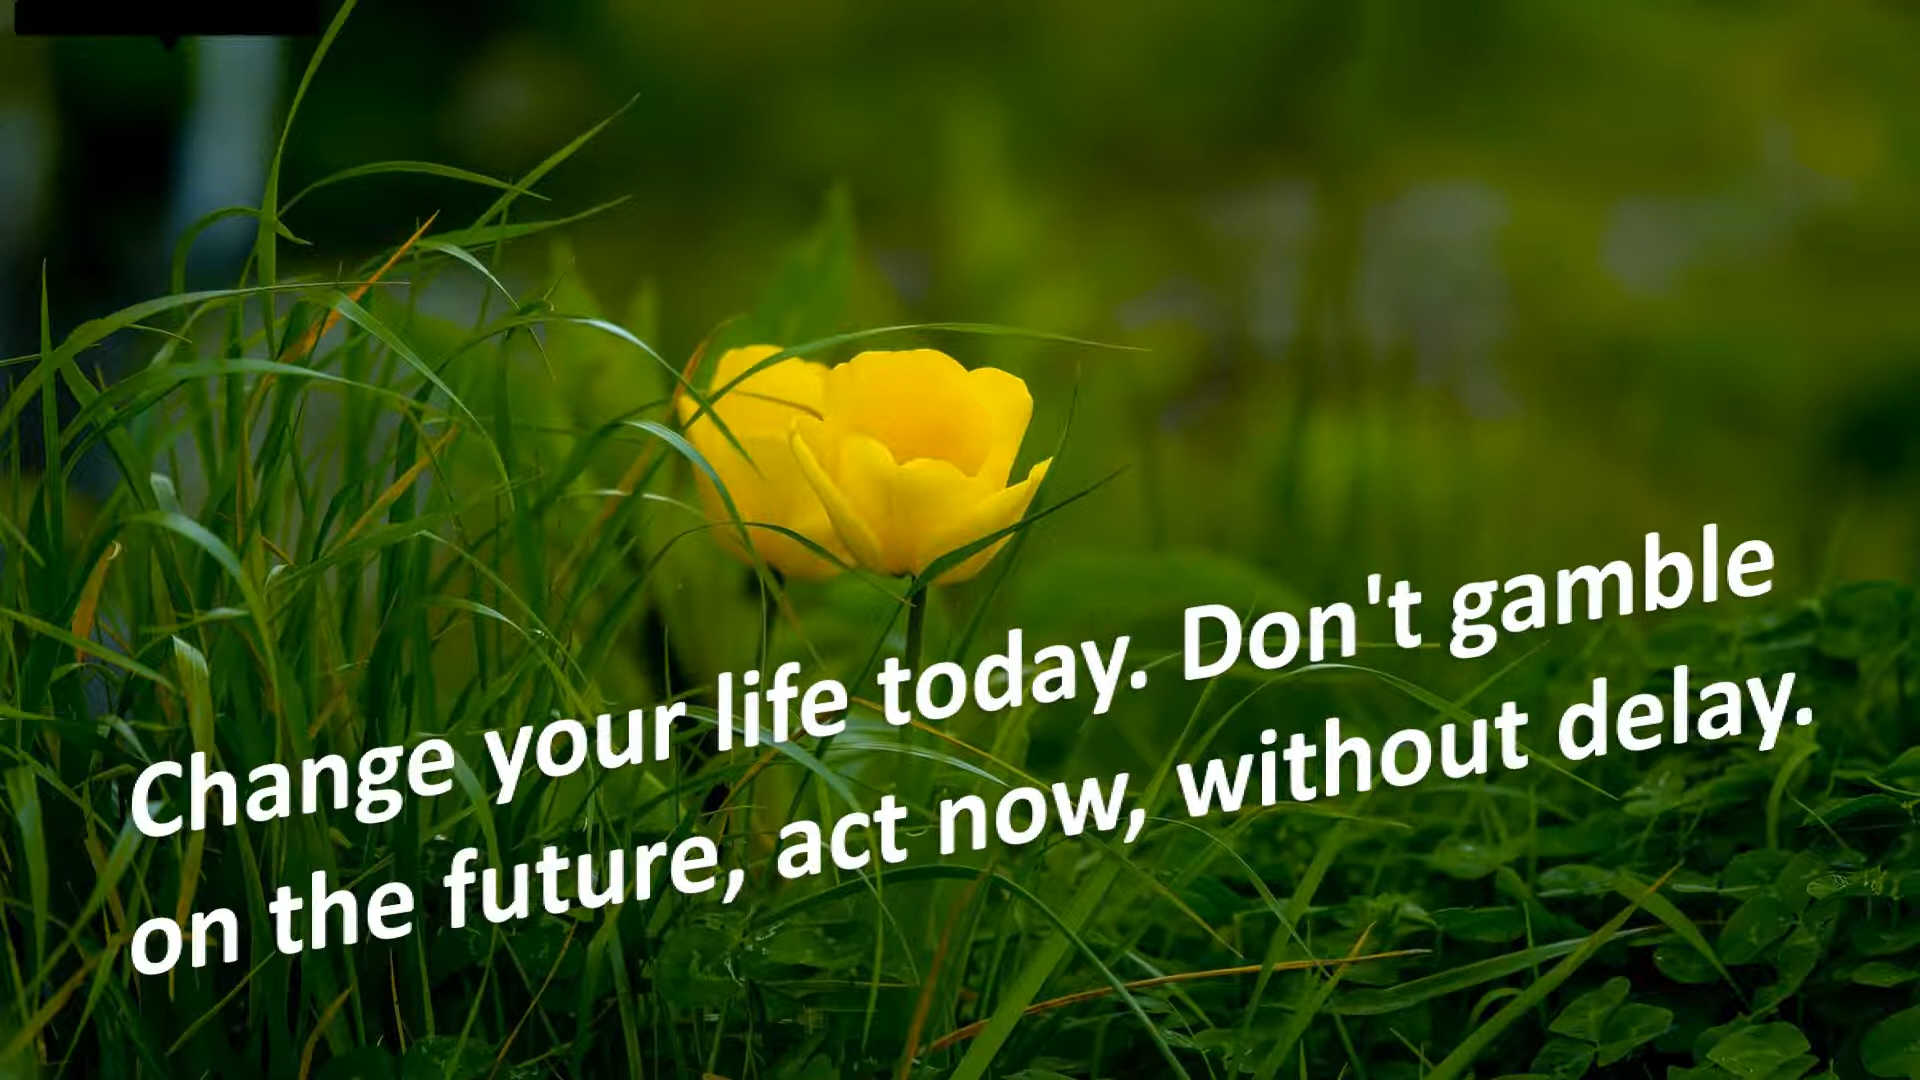 Change your life today. Don't gamble
on the future, act now, without delay.